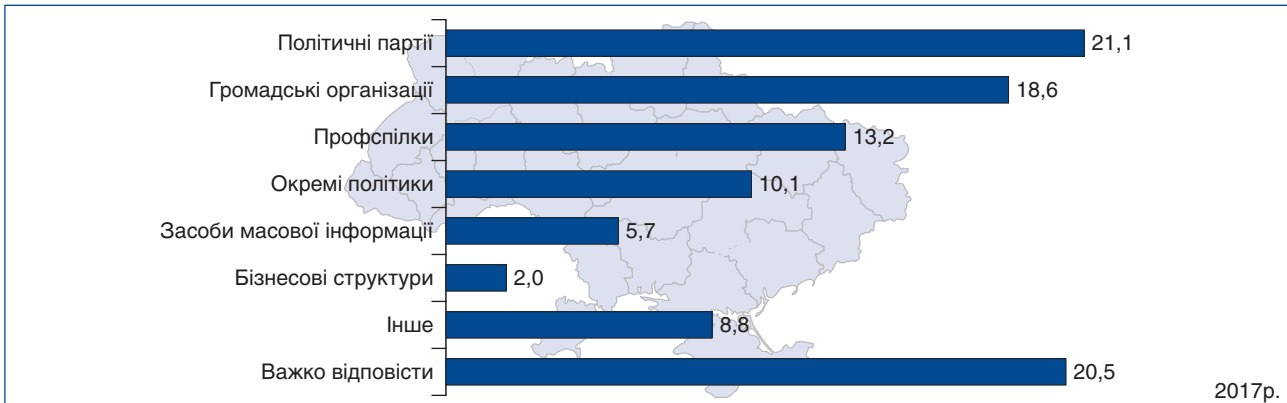 Політичні партії 21,1
Громадські організації 18,6
Профспілки 13,2
Окремі політики 10,1
Засоби масової інформації 5,7
Бізнесові структури 2,0
Інше 8,8
Важко відповісти 20,5
2017р.